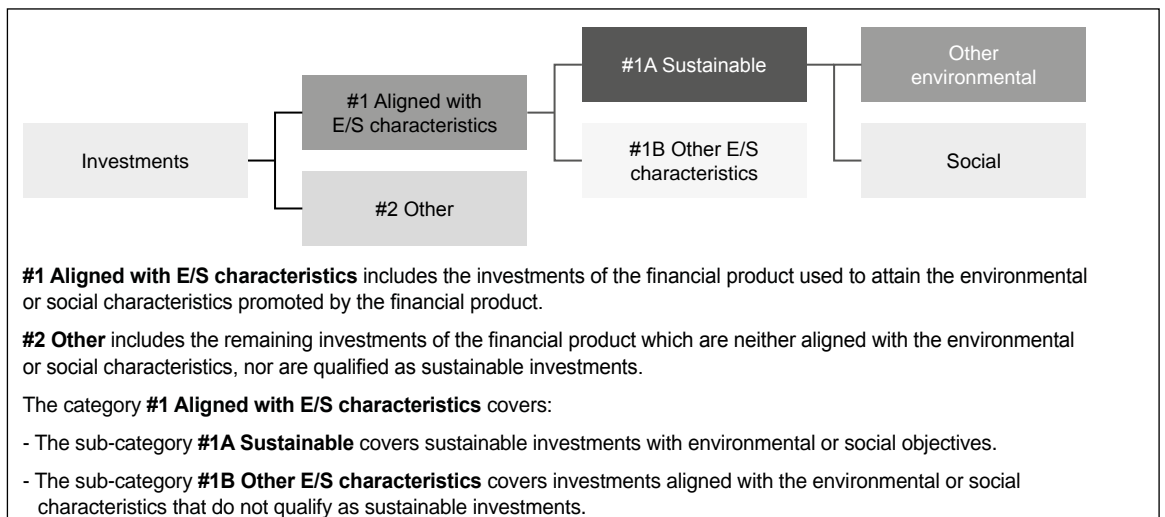 Investments
#1 Aligned with
E/S characteristics
#2 Other
#1A Sustainable
#1B Other E/S
characteristics
Other
environmental
Social
#1 Aligned with E/S characteristics includes the investments of the financial product used to attain the environmental
or social characteristics promoted by the financial product.
#2 Other includes the remaining investments of the financial product which are neither aligned with the environmental
or social characteristics, nor are qualified as sustainable investments.
The category #1 Aligned with E/S characteristics covers:
- The sub-category #1A Sustainable covers sustainable investments with environmental or social objectives.
- The sub-category #1B Other E/S characteristics covers investments aligned with the environmental or social
characteristics that do not qualify as sustainable investments.